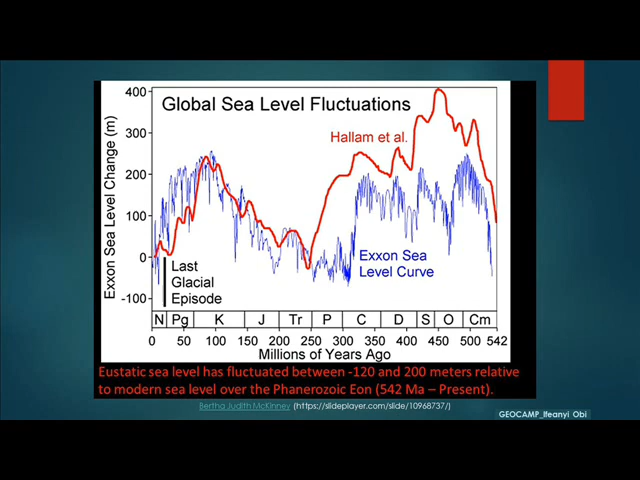 Global Sea Level Fluctuations
Hallam et al.
Exxon Sea
Level Curve
Last
Glacial
Episode
Exxon Sea Level Change (m)
400
300
200
100
0
-100
N Pg K J Tr P C D S O Cm
0 50 100 150 200 250 300 350 400 450 500 542
Millions of Years Ago
Eustatic sea level has fluctuated between -120 and 200 meters relative
to modern sea level over the Phanerozoic Eon (542 Ma – Present).
Bertha Judith McKinney (https://slideplayer.com/slide/10968737/)
GEOCAMP_Ifeanyi Obi